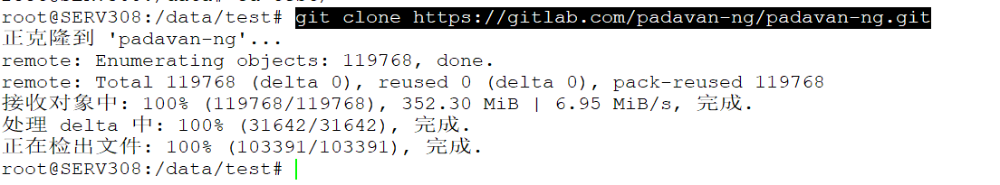 root@SERV308:/data/test# git clone https://gitlab.com/padavan-ng/padavan-ng.git
正克隆到 'padavan-ng'...
remote: Enumerating objects: 119768, done.
remote: Total 119768 (delta 0), reused 0 (delta 0), pack-reused 119768
接收对象中: 100% (119768/119768), 352.30 MiB | 6.95 MiB/s, 完成.
处理 delta 中: 100% (31642/31642), 完成.
正在检出文件: 100% (103391/103391), 完成.
root@SERV308:/data/test#